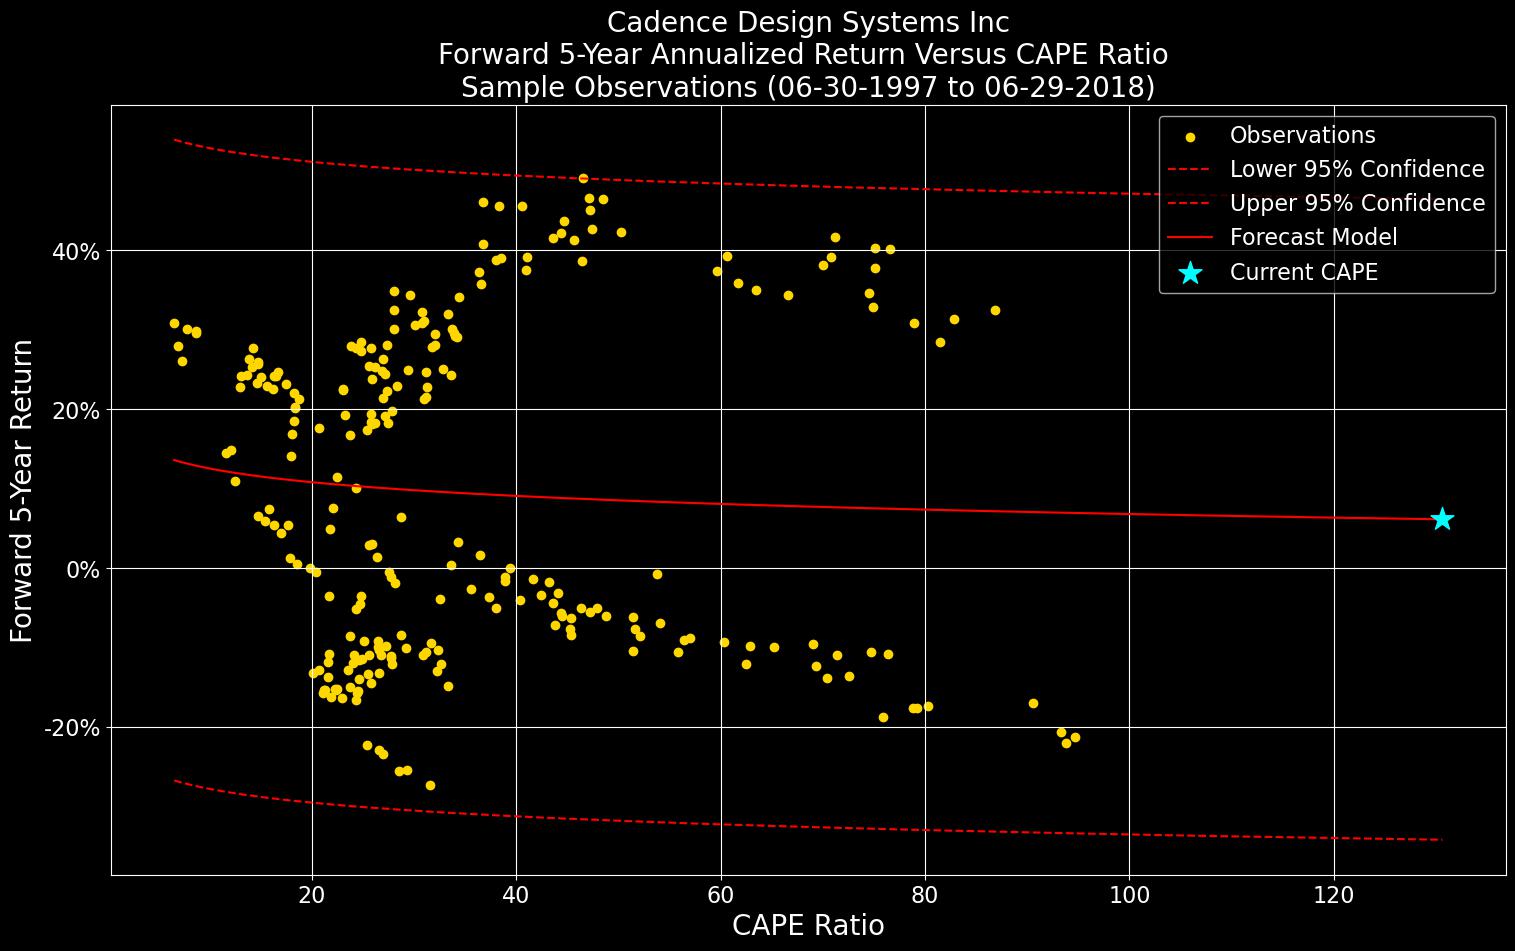 Cadence Design Systems Inc
Forward 5-Year Annualized Return Versus CAPE Ratio
Sample Observations (06-30-1997 to 06-29-2018)
Observations
Lower 95% Confidence
Upper 95% Confidence
Forecast Model
Current CAPE
Forward 5-Year Return
40%
20%
0%
-20%
20 40 60 80 100 120
CAPE Ratio